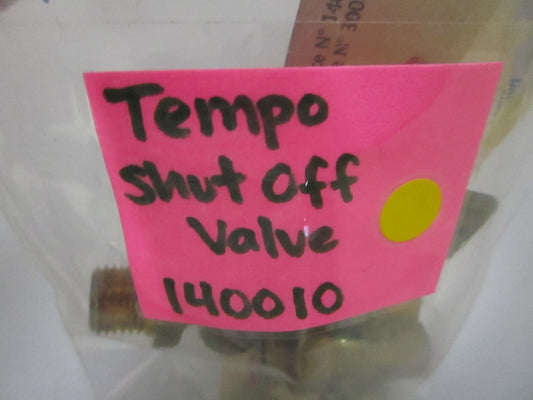 Tempo
Shut Off
Valve
140010